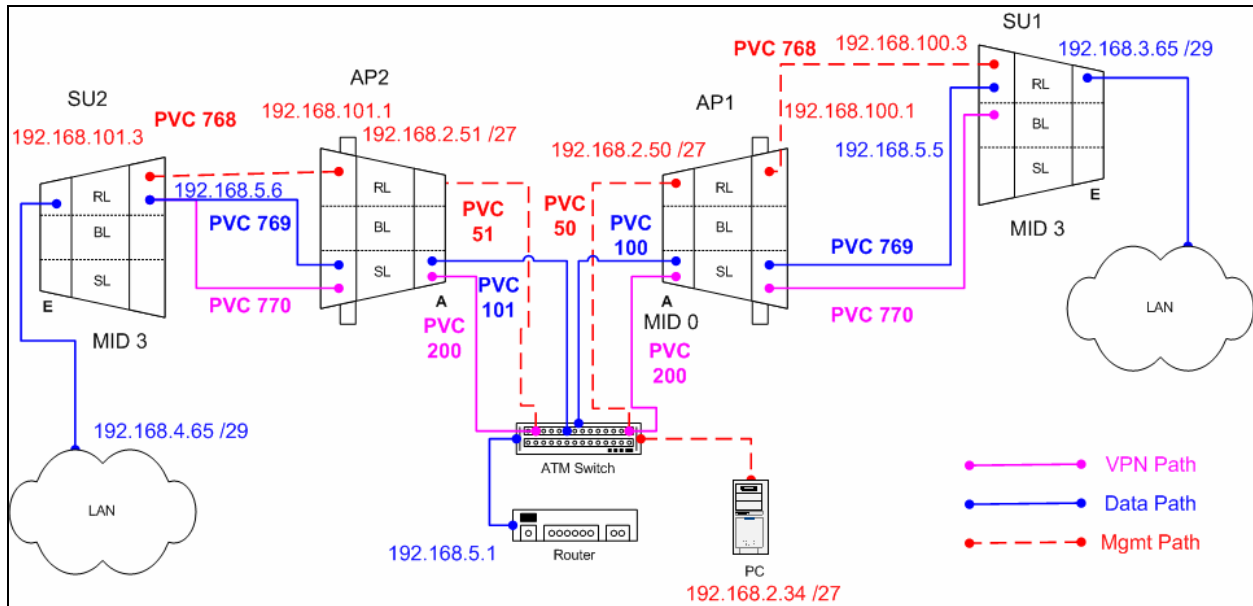 SU1
PVC 768
192.168.100.3
192.168.3.65 /29
AP2
AP1
SU2
PVC 768
192.168.101.1
192.168.101.3
192.168.2.51 /27
192.168.2.50 /27
192.168.100.1
192.168.5.5
RL
BL
SL
E
MID 3
RL
BL
SL
E
MID 3
192.168.5.6
PVC 769
PVC 770
RL
BL
SL
A
PVC
51
PVC
50
PVC
100
PVC
101
PVC
200
RL
BL
SL
A
MID 0
PVC
200
PVC 769
PVC 770
LAN
192.168.4.65 /29
LAN
ATM Switch
Router
192.168.5.1
PC
192.168.2.34 /27
VPN Path
Data Path
Mgmt Path